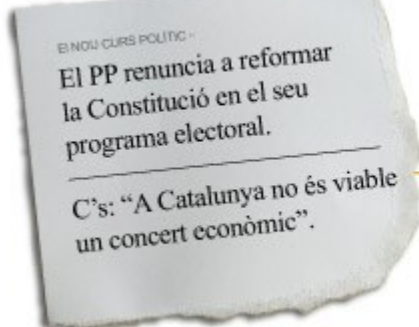 El NOU CURS POLÍTIC -
El PP renuncia a reformar
la Constitució en el seu
programa electoral.
C's: “A Catalunya no és viable
un concert econòmic”.